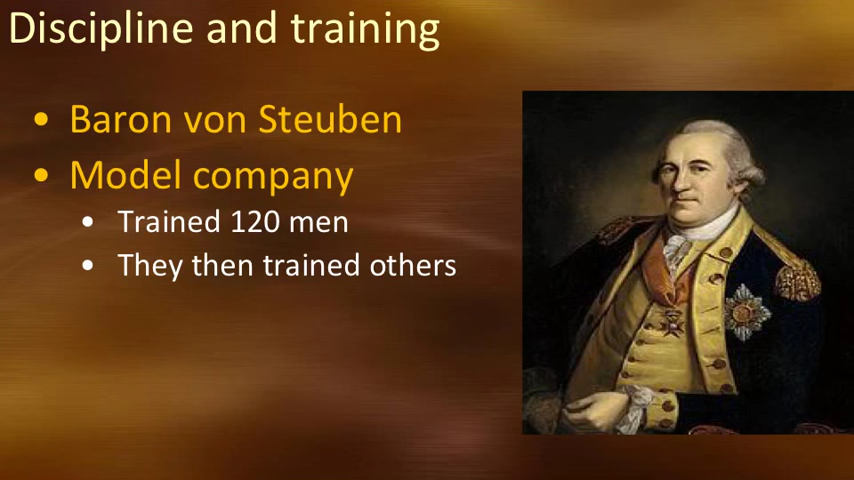 Discipline and training
• Baron von Steuben
• Model company
• Trained 120 men
• They then trained others